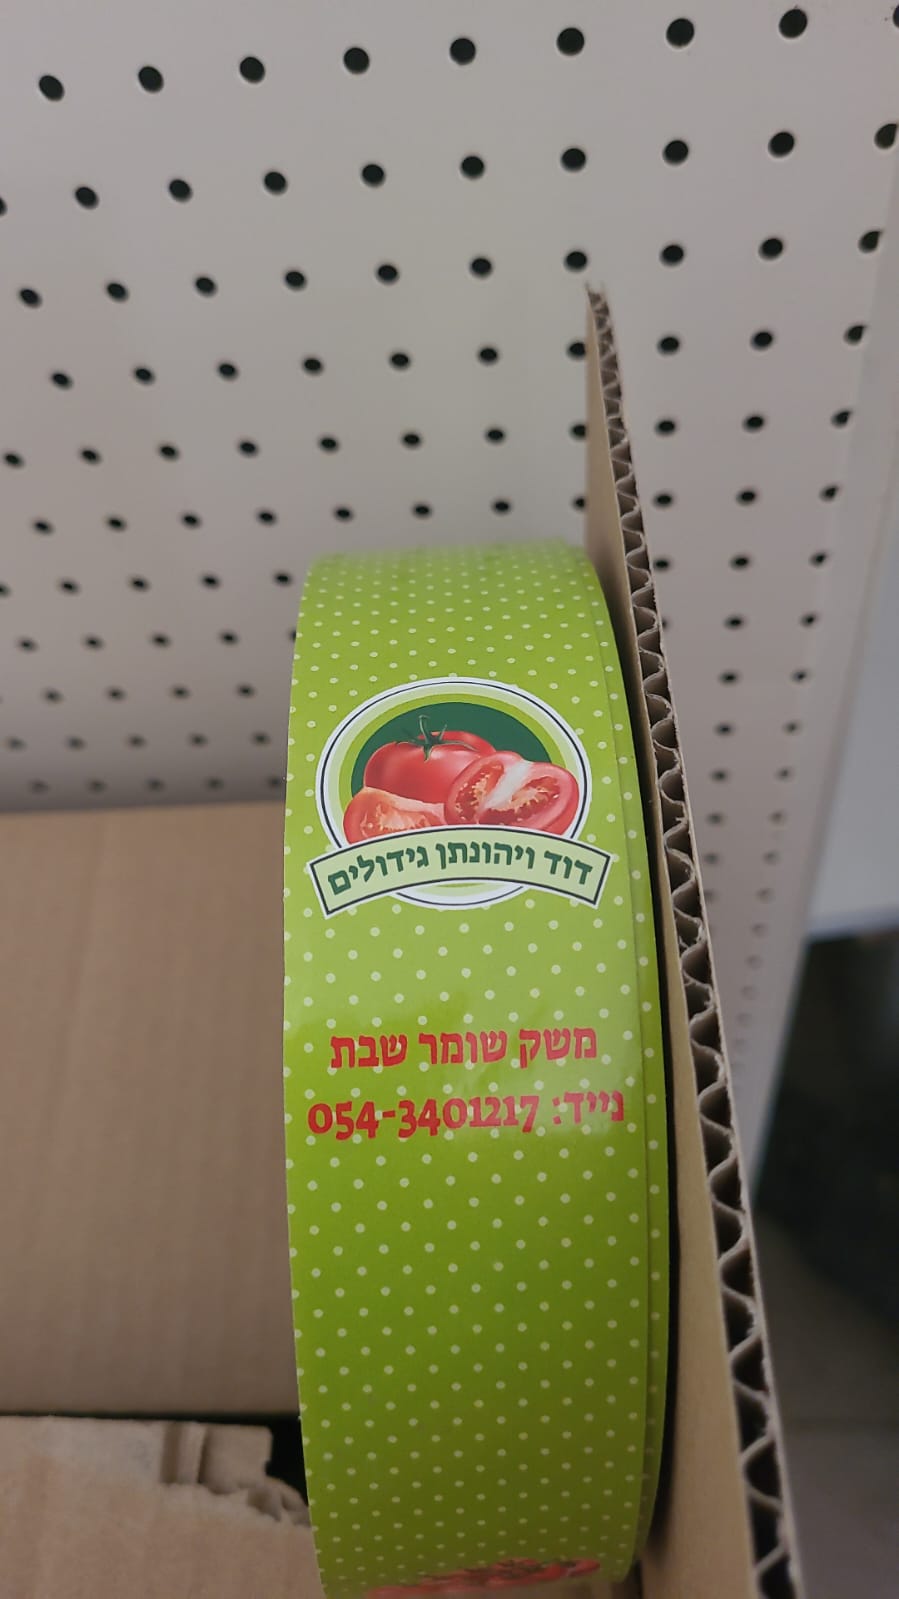 דוד ויהונתן גידולים
משק שומר שבת
נייד: 054-3401217